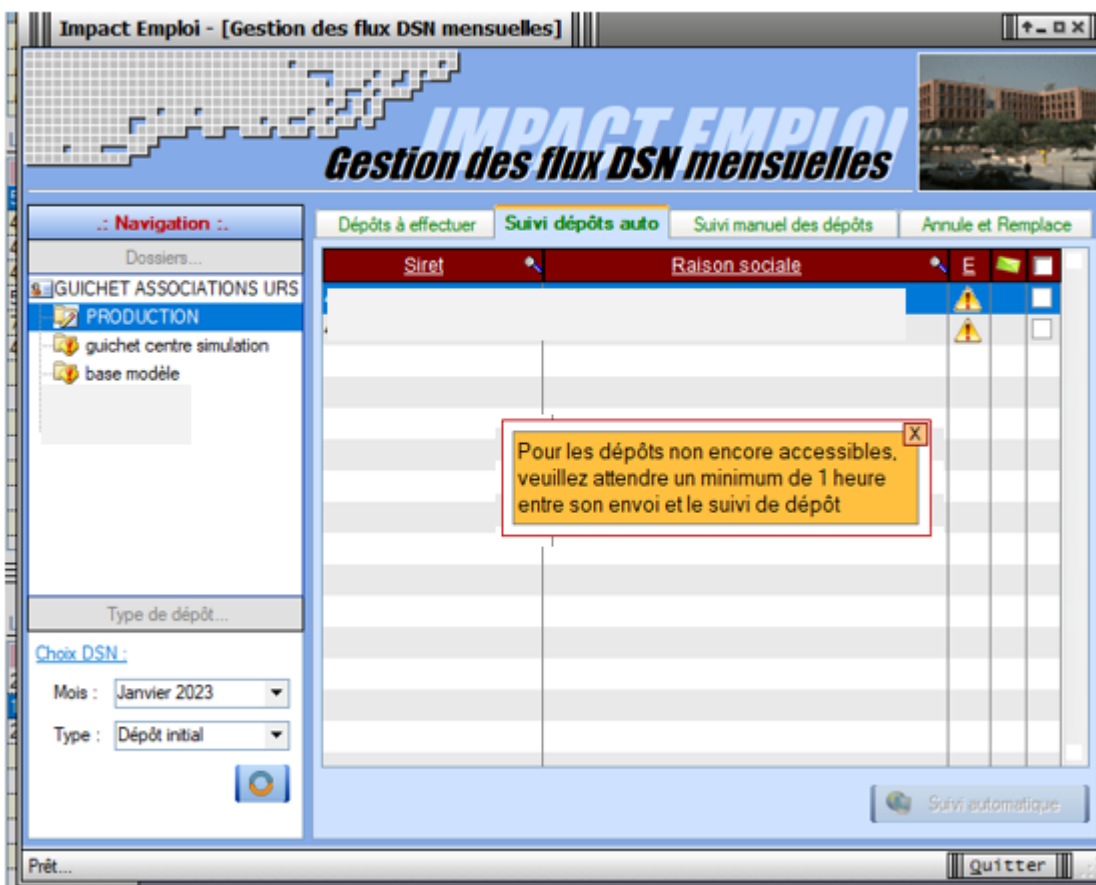 Impact Emploi - [Gestion des flux DSN mensuelles]
IMPACT EMPLOI
Gestion des flux DSN mensuelles
.: Navigation :.
Dossiers...
GUICHET ASSOCIATIONS URS
PRODUCTION
guichet centre simulation
base modèle
Type de dépôt...
Choix DSN :
Mois : Janvier 2023
Type : Dépôt initial
Dépôts à effectuer Suivi dépôts auto Suivi manuel des dépôts Annule et Remplace
Siret Raison sociale E
Pour les dépôts non encore accessibles,
veuillez attendre un minimum de 1 heure
entre son envoi et le suivi de dépôt
X
Suivi automatique
Prêt...
Quitter